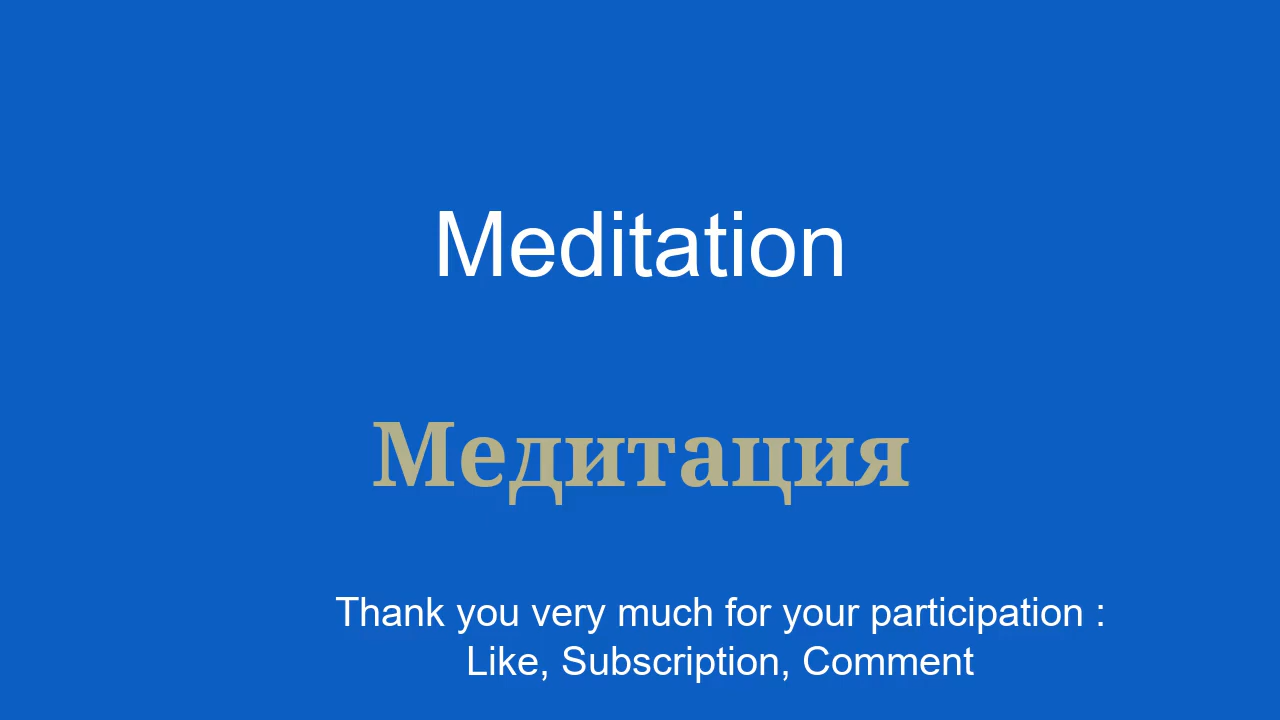 Meditation
Медитация
Thank you very much for your participation :
Like, Subscription, Comment